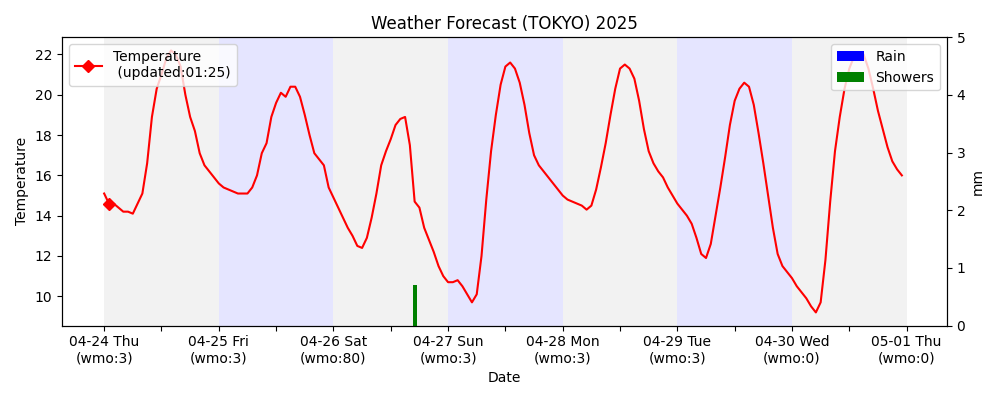 Weather Forecast (TOKYO) 2025
Temperature
(updated:01:25)
Rain
Showers
22
20
18
16
14
12
10
Temperature
5
4
3
2
1
0
mm
04-24 Thu
(wmo:3)
04-25 Fri
(wmo:3)
04-26 Sat
(wmo:80)
04-27 Sun
(wmo:3)
04-28 Mon
(wmo:3)
04-29 Tue
(wmo:3)
04-30 Wed
(wmo:0)
05-01 Thu
(wmo:0)
Date